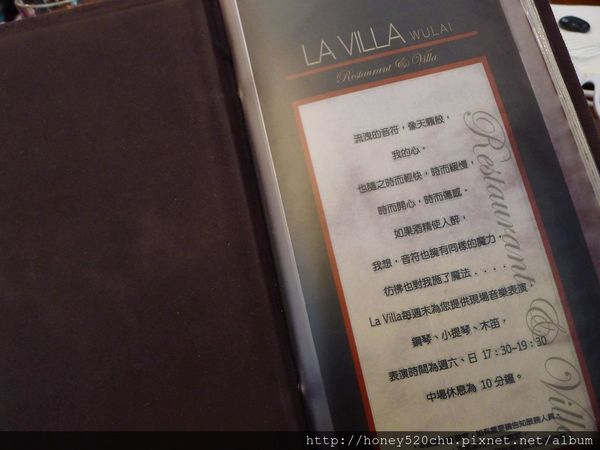 LA VILLA WULAI
Restaurant & Villa
流洩的音符，像天鵝般，
我的心。
也隨之時而輕快，時而緩慢，
時而開心，時而傷感。
如果酒精使人醉，
我想，音符也擁有同樣的魔力，
彷彿也對我施了魔法．．．．
La Villa每週末為您提供現場音樂表演，
鋼琴、小提琴、木笛，
表演時間為週六、日 17：30~19：30
中場休息為 10 分鐘。
Restaurant & Villa
http://honey520chu.pixnet.net/album